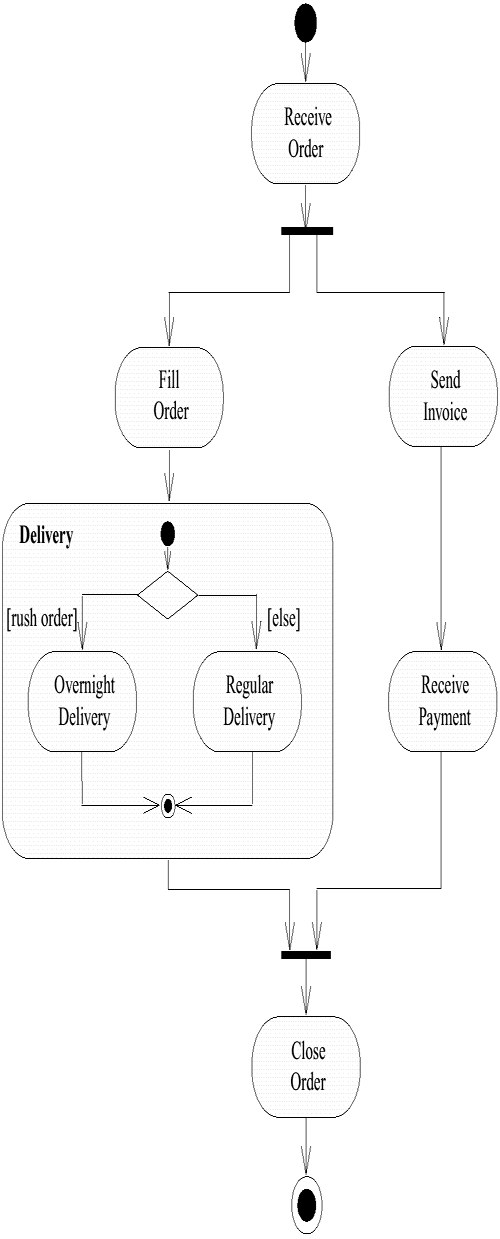 Receive
Order
Fill
Order
Send
Invoice
Delivery
[rush order]
[else]
Overnight
Delivery
Regular
Delivery
Receive
Payment
Close
Order